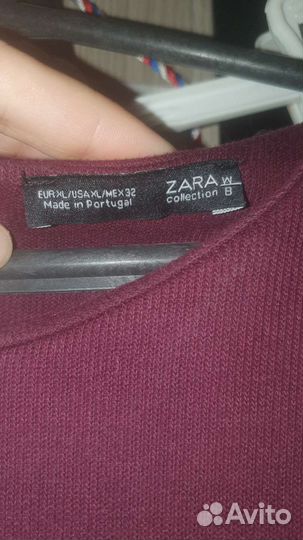 EUR XL/USA XL/MEX 32
Made in Portugal
ZARA W
collection B
Avito